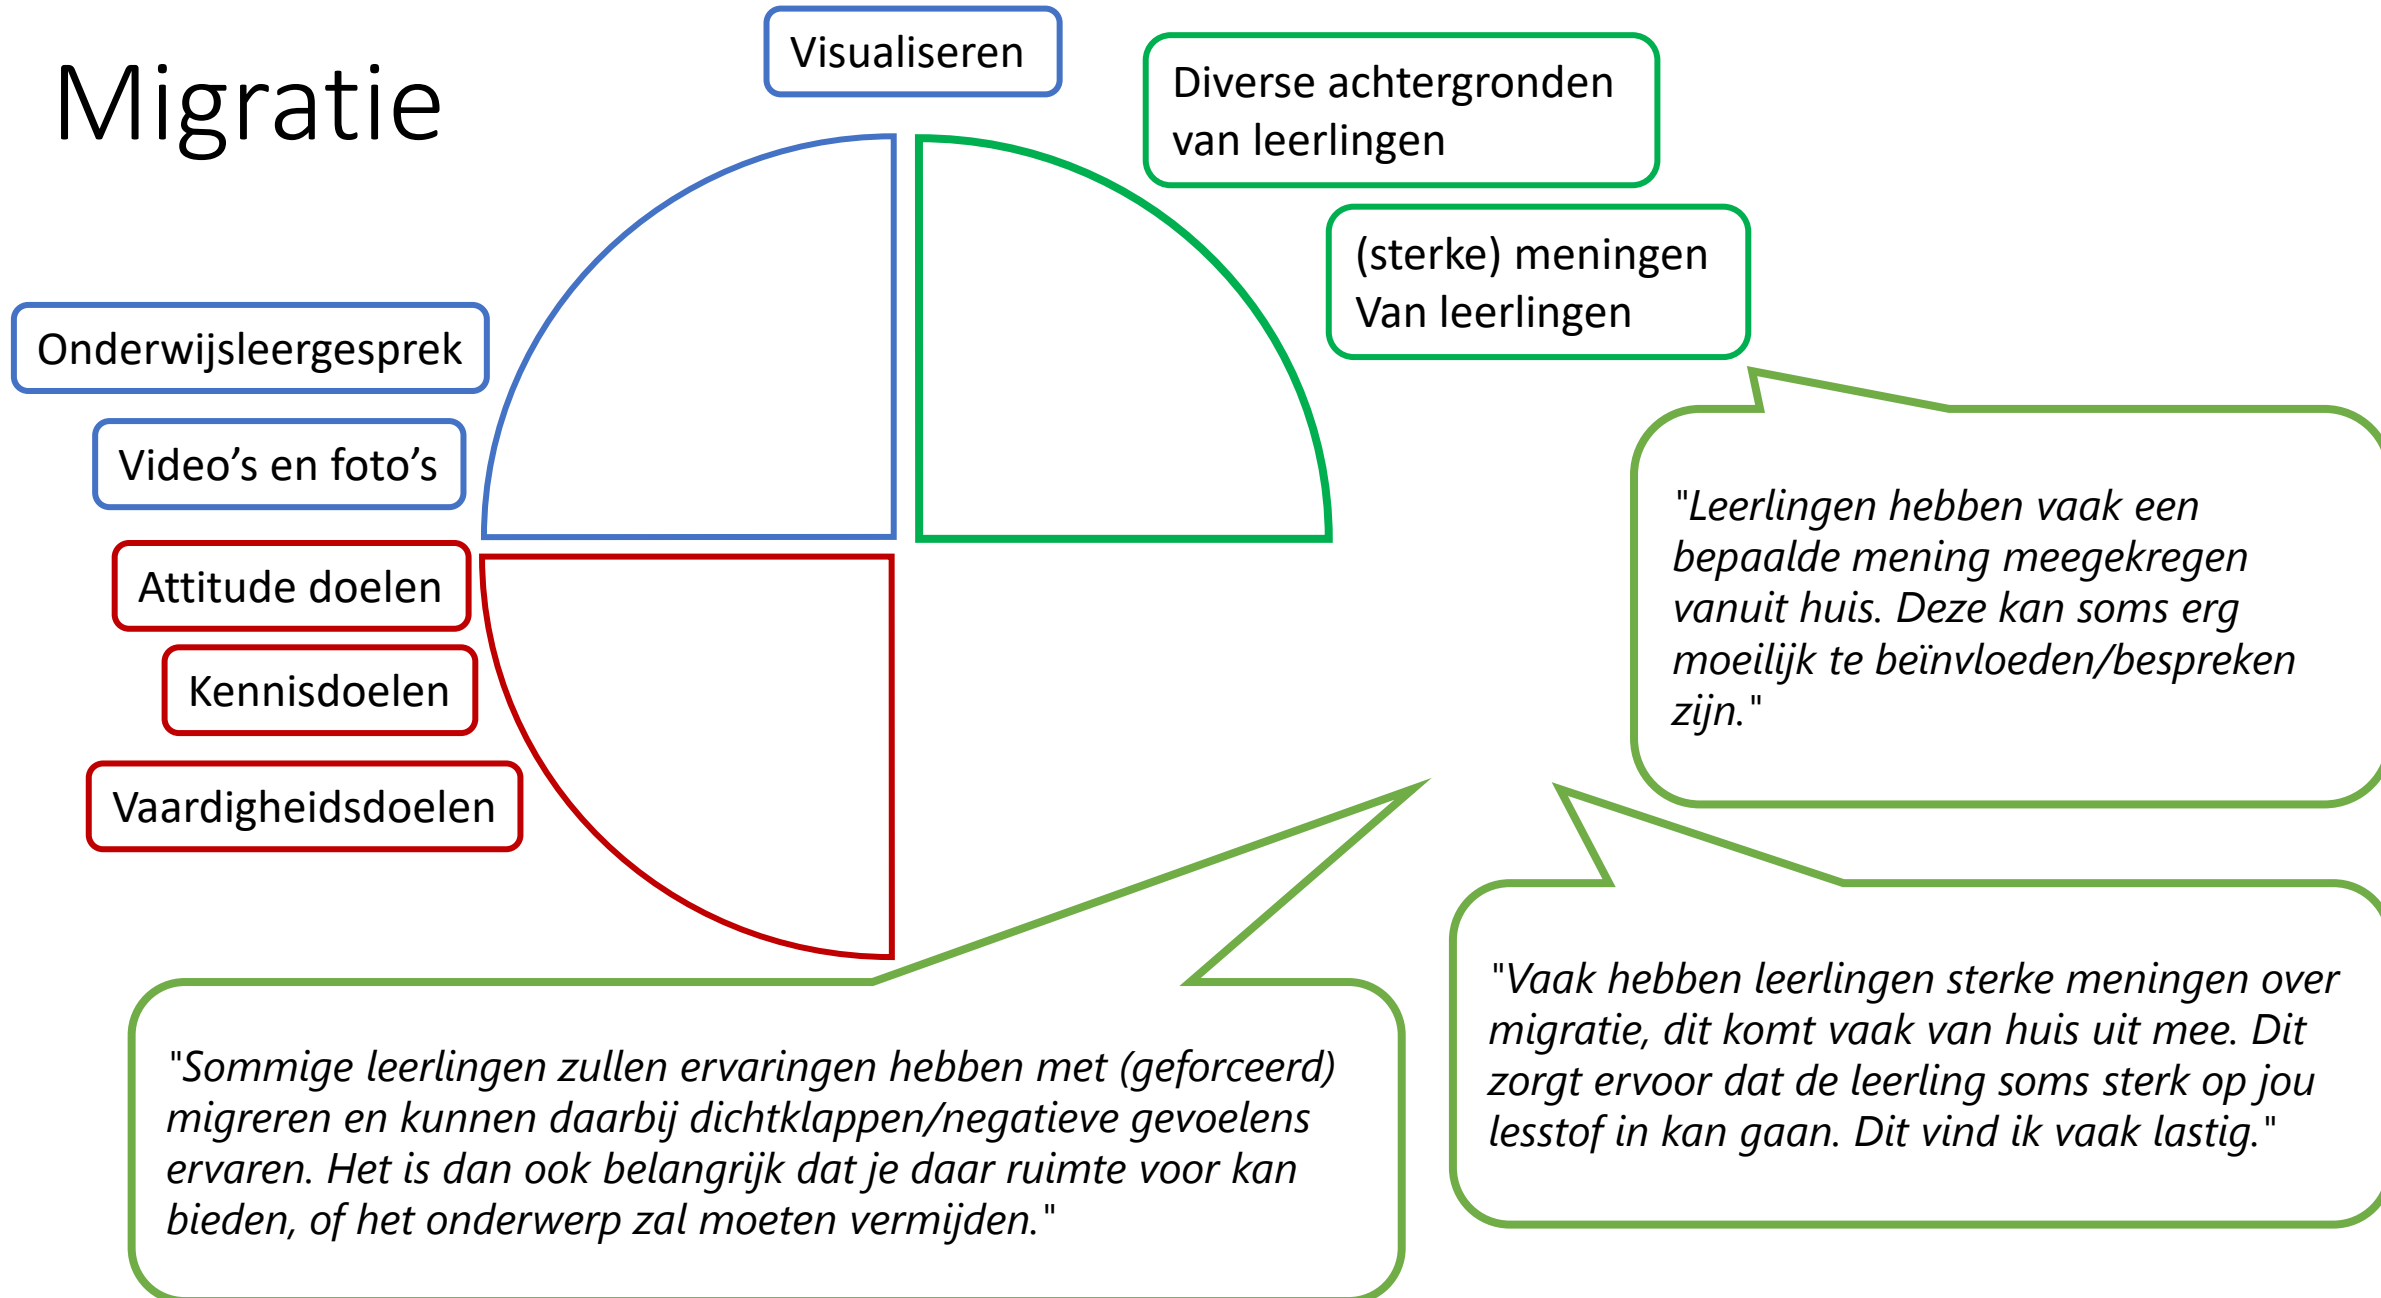 Migratie
Visualiseren
Diverse achtergronden
van leerlingen
(sterke) meningen
Van leerlingen
Onderwijsleergesprek
Video’s en foto’s
Attitude doelen
Kennisdoelen
Vaardigheidsdoelen
"Leerlingen hebben vaak een
bepaalde mening meegekregen
vanuit huis. Deze kan soms erg
moeilijk te beïnvloeden/bespreken
zijn."
"Sommige leerlingen zullen ervaringen hebben met (geforceerd)
migreren en kunnen daarbij dichtklappen/negatieve gevoelens
ervaren. Het is dan ook belangrijk dat je daar ruimte voor kan
bieden, of het onderwerp zal moeten vermijden."
"Vaak hebben leerlingen sterke meningen over
migratie, dit komt vaak van huis uit mee. Dit
zorgt ervoor dat de leerling soms sterk op jou
lesstof in kan gaan. Dit vind ik vaak lastig."